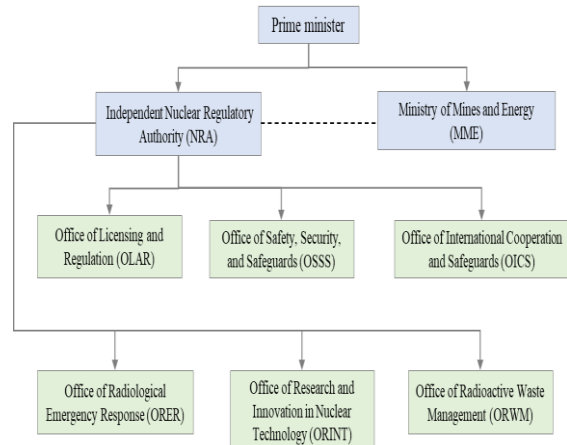 Prime minister
Independent Nuclear Regulatory
Authority (NRA)
Ministry of Mines and Energy
(MME)
Office of Licensing and
Regulation (OLAR)
Office of Safety, Security,
and Safeguards (OSSS)
Office of International Cooperation
and Safeguards (OICS)
Office of Radiological
Emergency Response (ORER)
Office of Research and
Innovation in Nuclear
Technology (ORINT)
Office of Radioactive Waste
Management (ORWM)